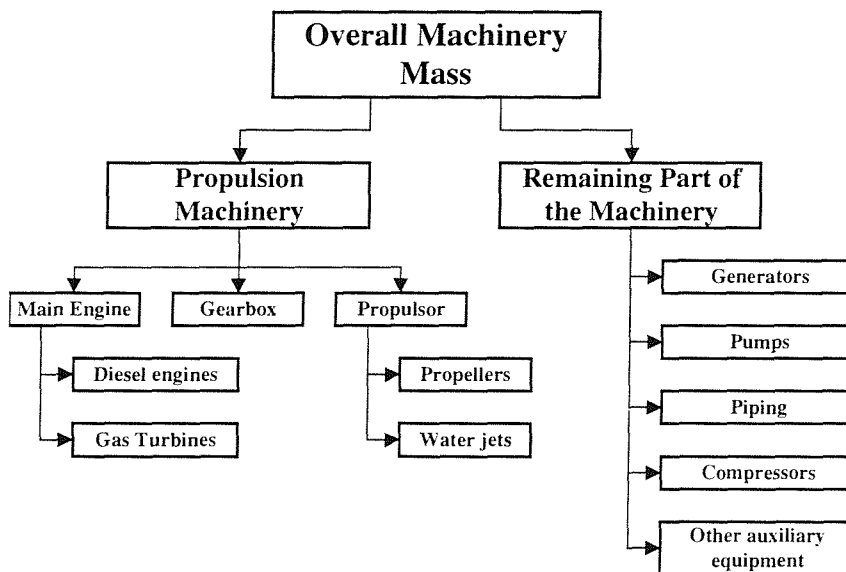 Overall Machinery
Mass
Propulsion
Machinery
Remaining Part of
the Machinery
Main Engine
Gearbox
Propulsor
Diesel engines
Gas Turbines
Propellers
Water jets
Generators
Pumps
Piping
Compressors
Other auxiliary
equipment